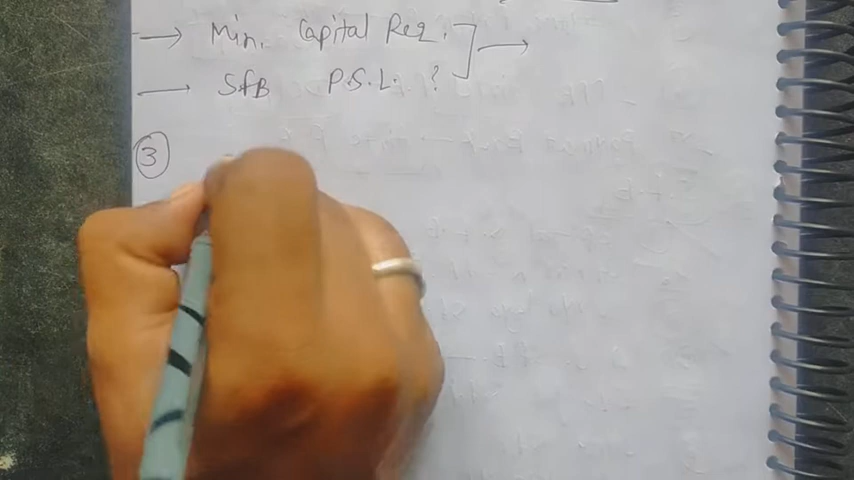 → Min. Capital Req. ] →
→ SFB P.S.L. ?
③